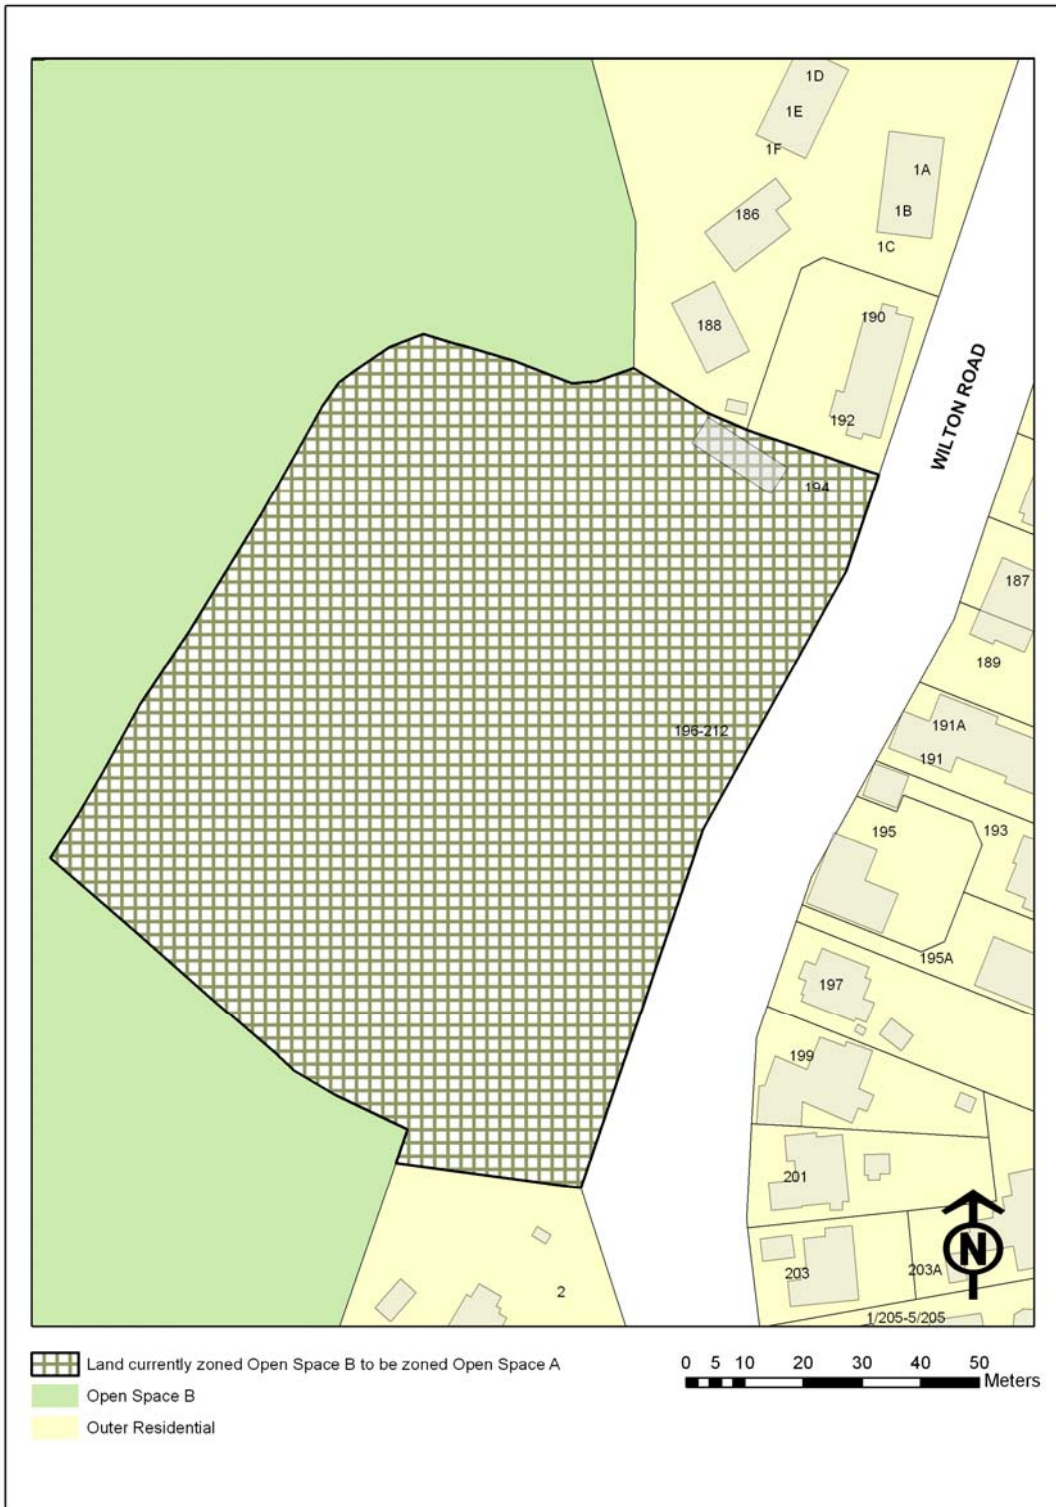 1D
1E
1F
1A
1B
1C
186
188
190
192
194
WILTON ROAD
187
189
196-212
191A
191
195
193
195A
197
199
201
203
203A
2
1/205-5/205
N
Land currently zoned Open Space B to be zoned Open Space A
Open Space B
Outer Residential
0 5 10 20 30 40 50
Meters